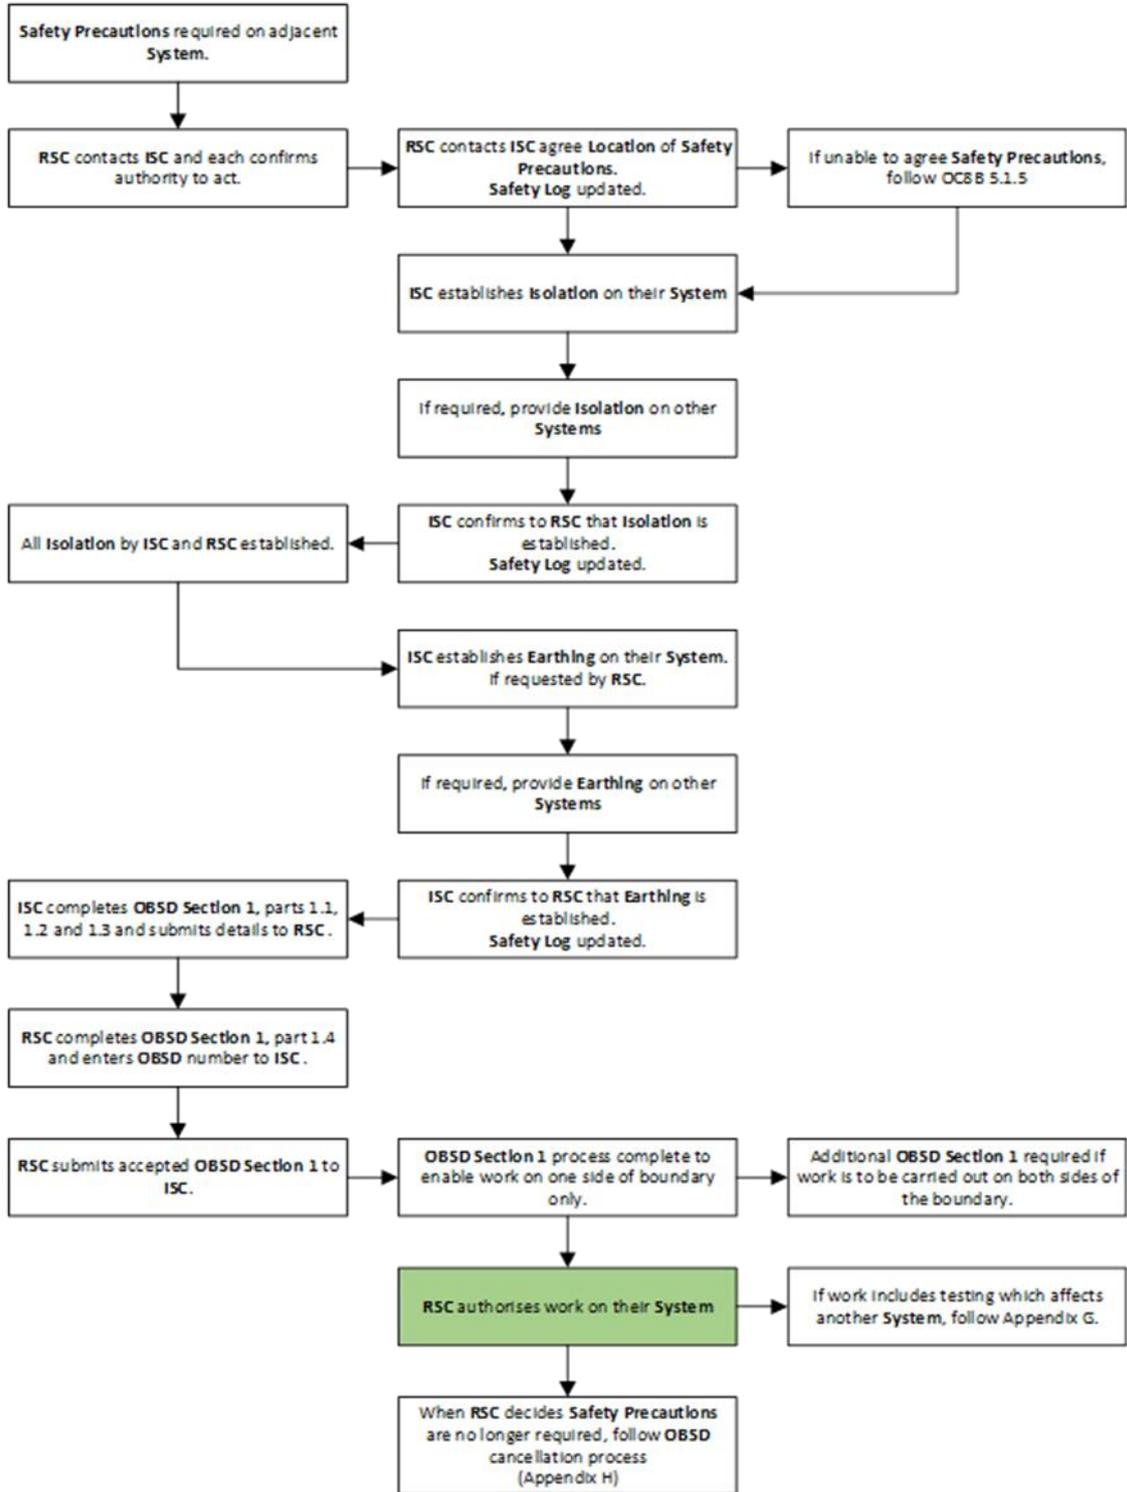 Safety Precautions required on adjacent
System.
RSC contacts ISC and each confirms
authority to act.
RSC contacts ISC agree Location of Safety
Precautions.
Safety Log updated.
If unable to agree Safety Precautions,
follow OC8B 5.1.5
ISC establishes Isolation on their System
If required, provide Isolation on other
Systems
ISC confirms to RSC that Isolation is
established.
Safety Log updated.
All Isolation by ISC and RSC established.
ISC establishes Earthing on their System.
If requested by RSC.
If required, provide Earthing on other
Systems
ISC confirms to RSC that Earthing is
established.
Safety Log updated.
ISC completes OBSD Section 1, parts 1.1,
1.2 and 1.3 and submits details to RSC.
RSC completes OBSD Section 1, part 1.4
and enters OBSD number to ISC.
RSC submits accepted OBSD Section 1 to
ISC.
OBSD Section 1 process complete to
enable work on one side of boundary
only.
Additional OBSD Section 1 required if
work is to be carried out on both sides of
the boundary.
RSC authorises work on their System
If work includes testing which affects
another System, follow Appendix G.
When RSC decides Safety Precautions
are no longer required, follow OBSD
cancellation process
(Appendix H)